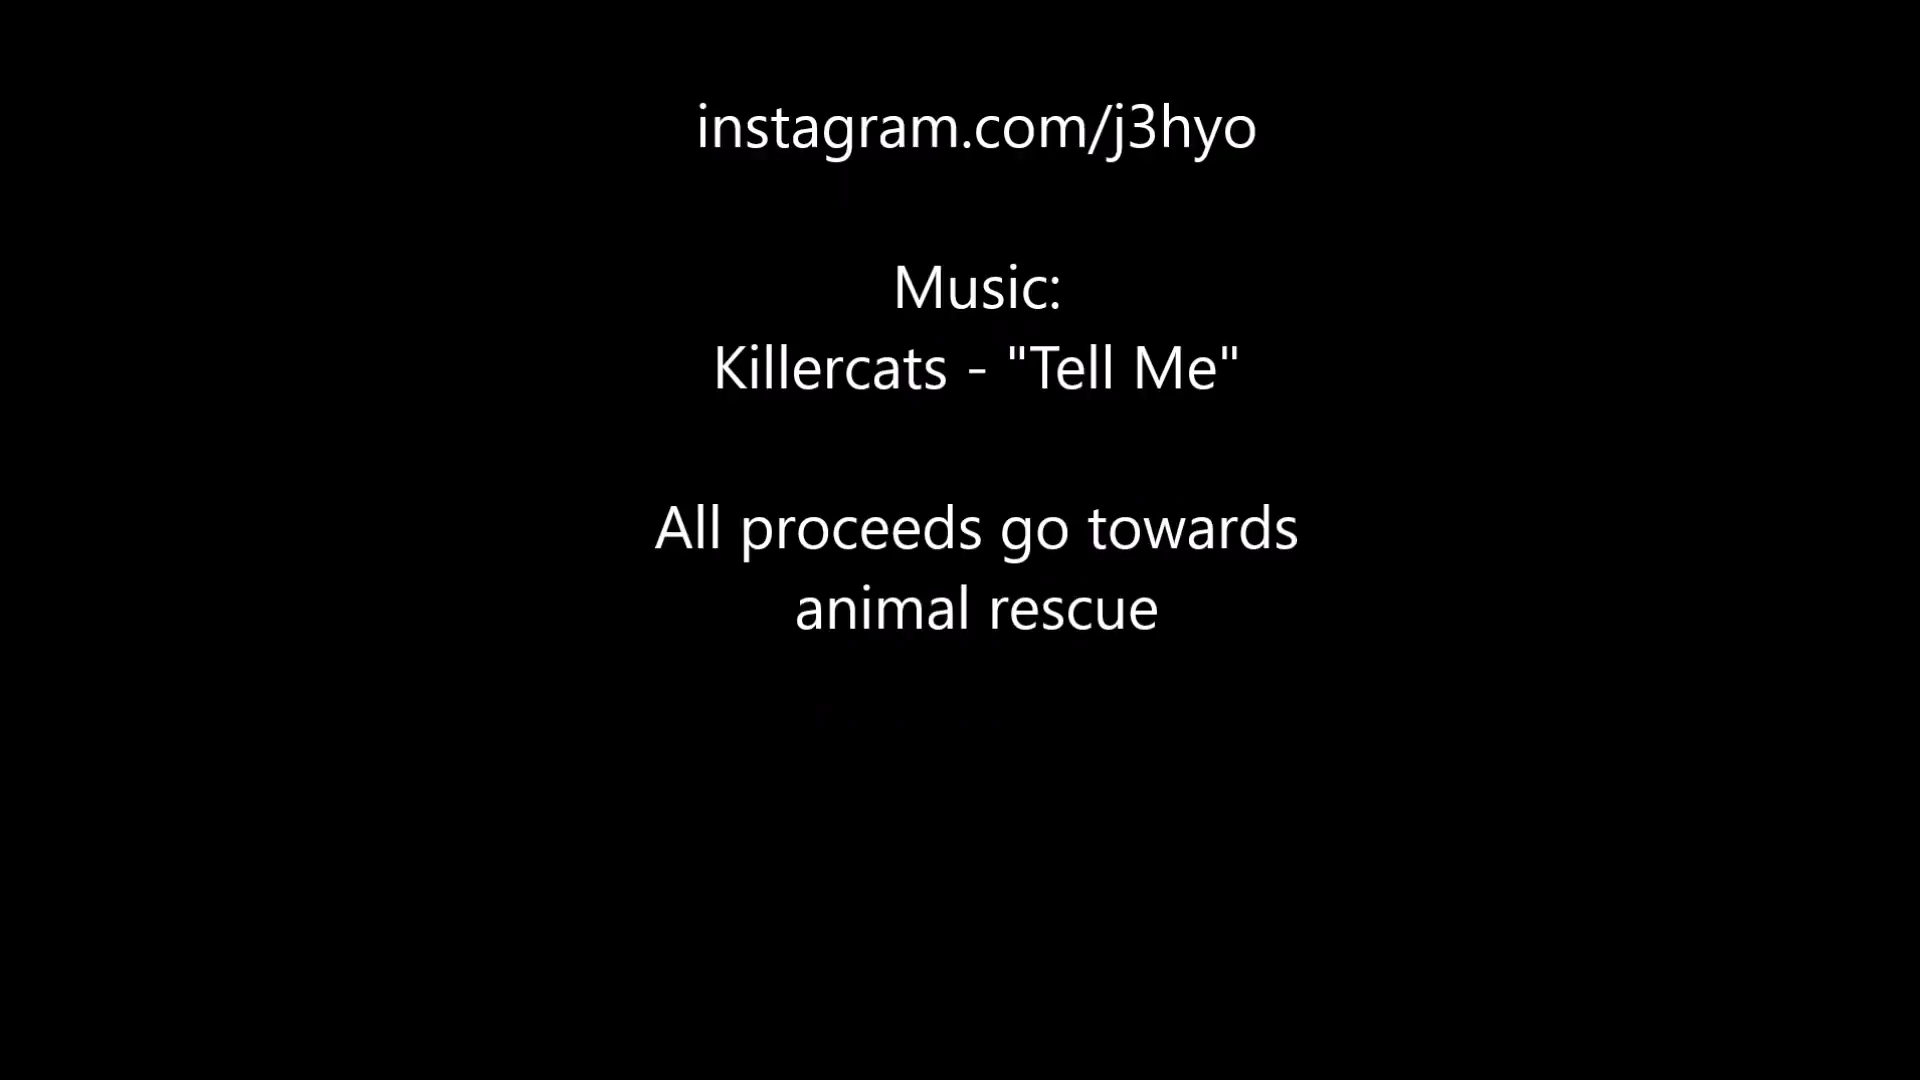 instagram.com/j3hyo
Music:
Killercats - "Tell Me"
All proceeds go towards
animal rescue